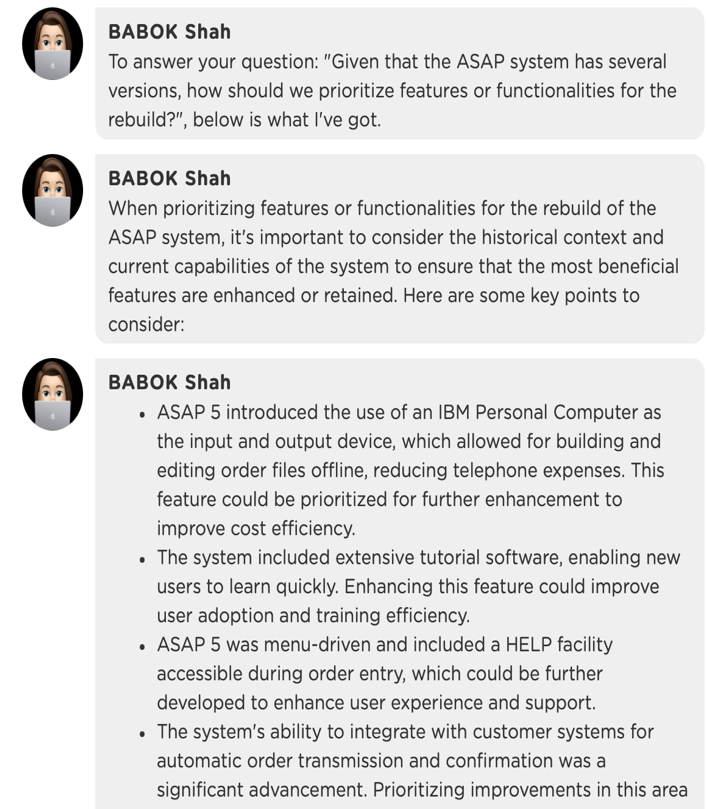 BABOK Shah
To answer your question: "Given that the ASAP system has several
versions, how should we prioritize features or functionalities for the
rebuild?", below is what I've got.
BABOK Shah
When prioritizing features or functionalities for the rebuild of the
ASAP system, it's important to consider the historical context and
current capabilities of the system to ensure that the most beneficial
features are enhanced or retained. Here are some key points to
consider:
BABOK Shah
• ASAP 5 introduced the use of an IBM Personal Computer as
the input and output device, which allowed for building and
editing order files offline, reducing telephone expenses. This
feature could be prioritized for further enhancement to
improve cost efficiency.
• The system included extensive tutorial software, enabling new
users to learn quickly. Enhancing this feature could improve
user adoption and training efficiency.
• ASAP 5 was menu-driven and included a HELP facility
accessible during order entry, which could be further
developed to enhance user experience and support.
• The system's ability to integrate with customer systems for
automatic order transmission and confirmation was a
significant advancement. Prioritizing improvements in this area